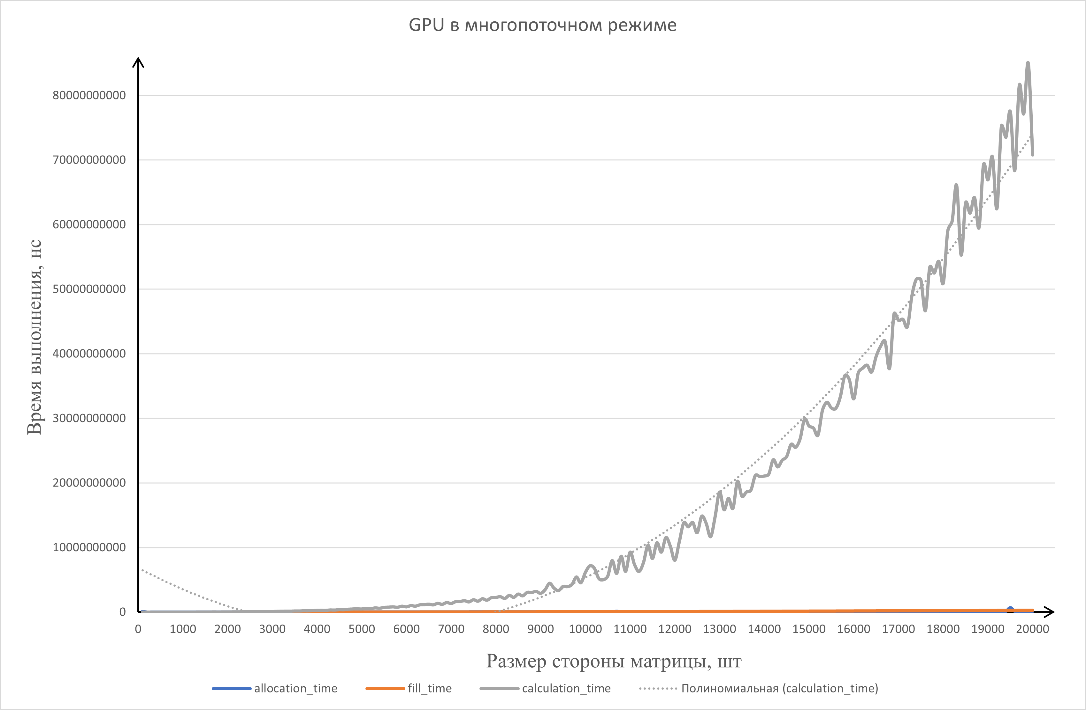 GPU в многопоточном режиме
80000000000
70000000000
60000000000
50000000000
40000000000
30000000000
20000000000
10000000000
0
Время выполнения, нс
0 1000 2000 3000 4000 5000 6000 7000 8000 9000 10000 11000 12000 13000 14000 15000 16000 17000 18000 19000 20000
Размер стороны матрицы, шт
allocation_time fill_time calculation_time Полиномиальная (calculation_time)